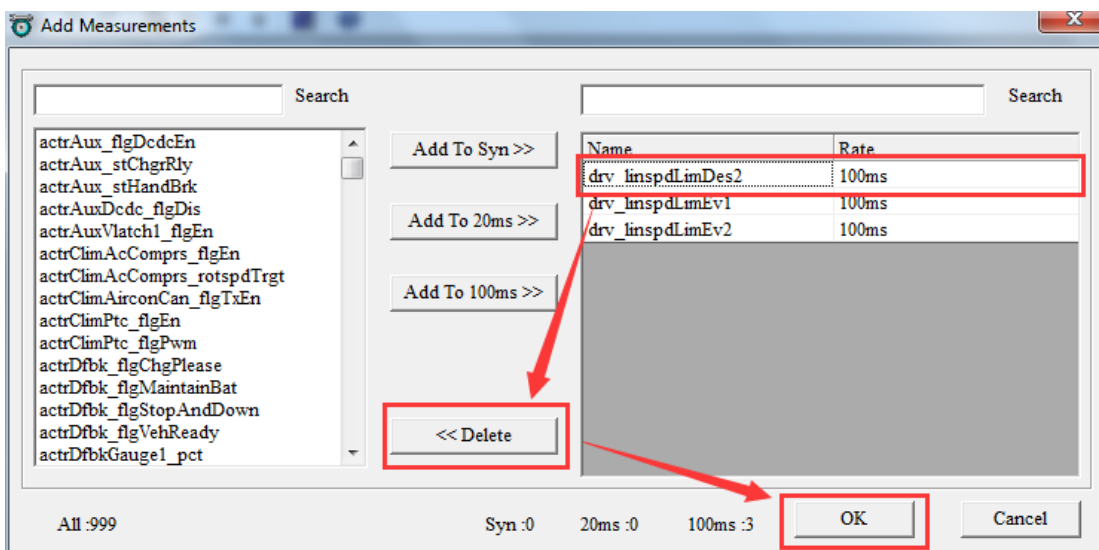 Add Measurements
Search
Search
actrAux_flgDcdcEn
actrAux_stChgrRly
actrAux_stHandBrk
actrAuxDcdc_flgDis
actrAuxVlatch1_flgEn
actrClimAcComprs_flgEn
actrClimAcComprs_rotspdTrgt
actrClimAirconCan_flgTxEn
actrClimPtc_flgEn
actrClimPtc_flgPwm
actrDfbk_flgChgPlease
actrDfbk_flgMaintainBat
actrDfbk_flgStopAndDown
actrDfbk_flgVehReady
actrDfbkGauge1_pct
Add To Syn >>
Add To 20ms >>
Add To 100ms >>
<< Delete
Name Rate
drv_linspdLimDes2 100ms
drv_linspdLimEv1 100ms
drv_linspdLimEv2 100ms
All :999 Syn :0 20ms :0 100ms :3 OK Cancel